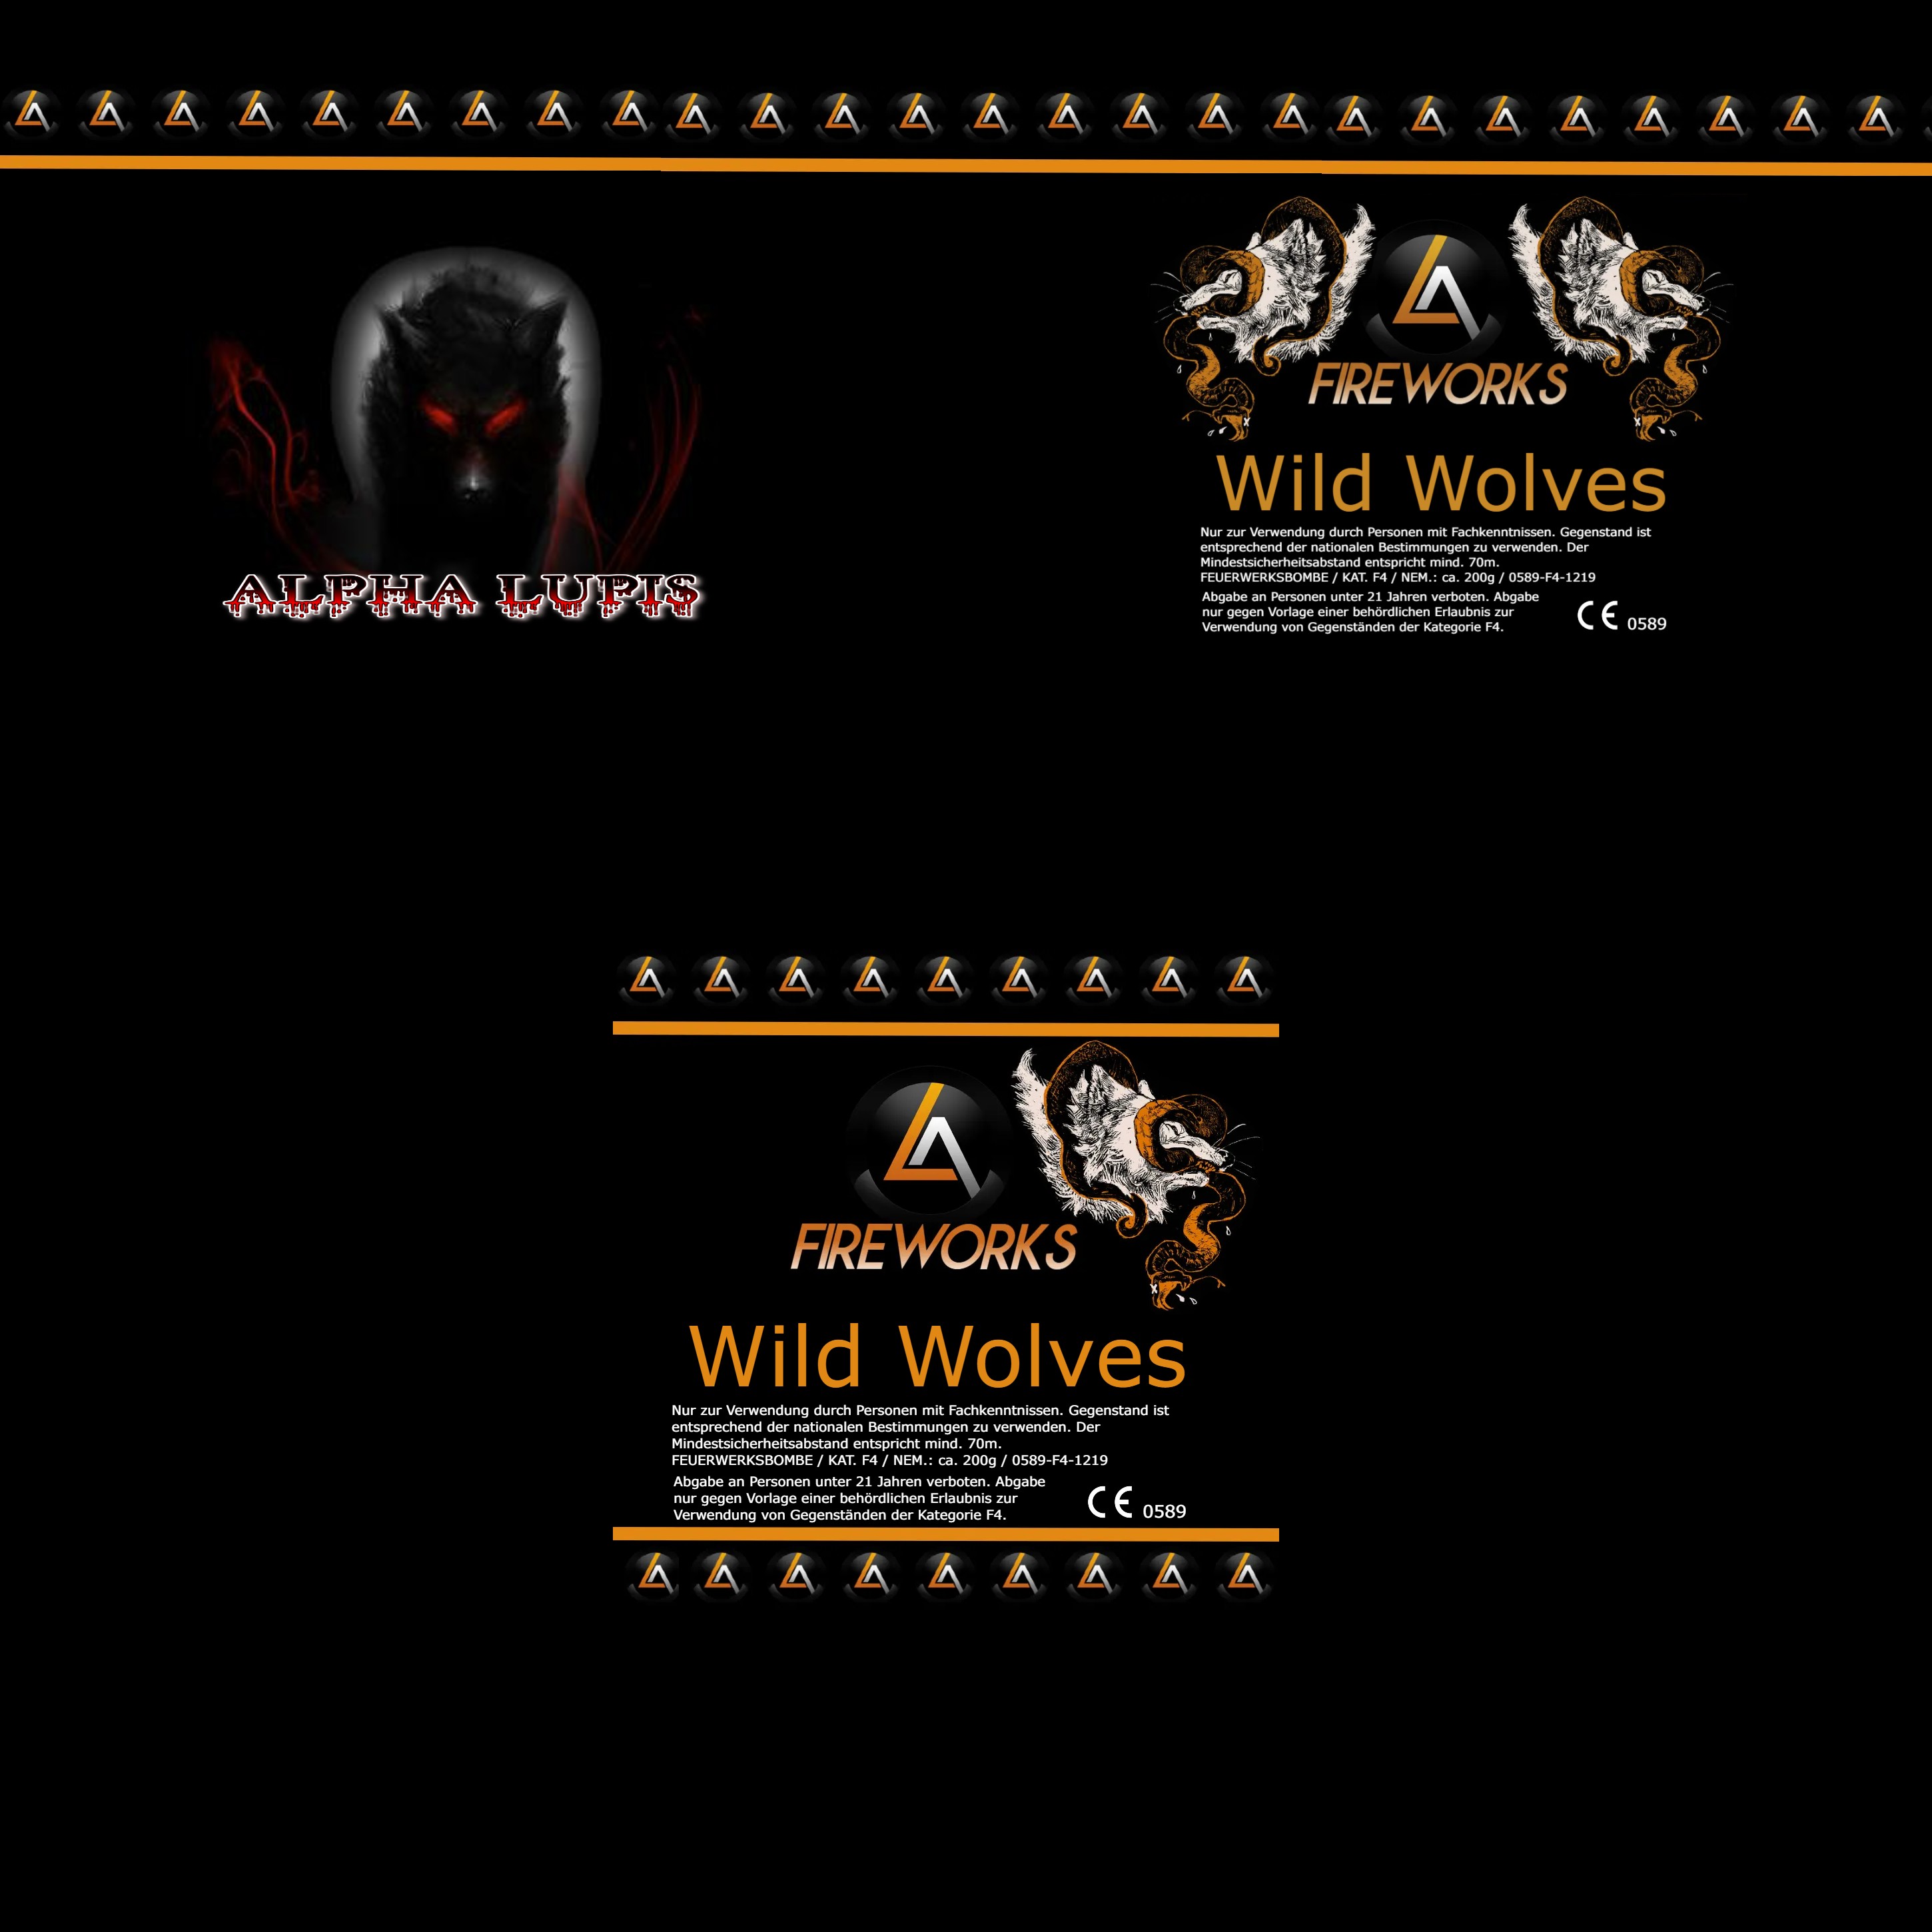 ALPHA LUPIS
FIREWORKS
Wild Wolves
Nur zur Verwendung durch Personen mit Fachkenntnissen. Gegenstand ist
entsprechend der nationalen Bestimmungen zu verwenden. Der
Mindestsicherheitsabstand entspricht mind. 70m.
FEUERWERKSBOMBE / KAT. F4 / NEM.: ca. 200g / 0589-F4-1219
Abgabe an Personen unter 21 Jahren verboten. Abgabe
nur gegen Vorlage einer behördlichen Erlaubnis zur
Verwendung von Gegenständen der Kategorie F4.
CE 0589
FIREWORKS
Wild Wolves
Nur zur Verwendung durch Personen mit Fachkenntnissen. Gegenstand ist
entsprechend der nationalen Bestimmungen zu verwenden. Der
Mindestsicherheitsabstand entspricht mind. 70m.
FEUERWERKSBOMBE / KAT. F4 / NEM.: ca. 200g / 0589-F4-1219
Abgabe an Personen unter 21 Jahren verboten. Abgabe
nur gegen Vorlage einer behördlichen Erlaubnis zur
Verwendung von Gegenständen der Kategorie F4.
CE 0589